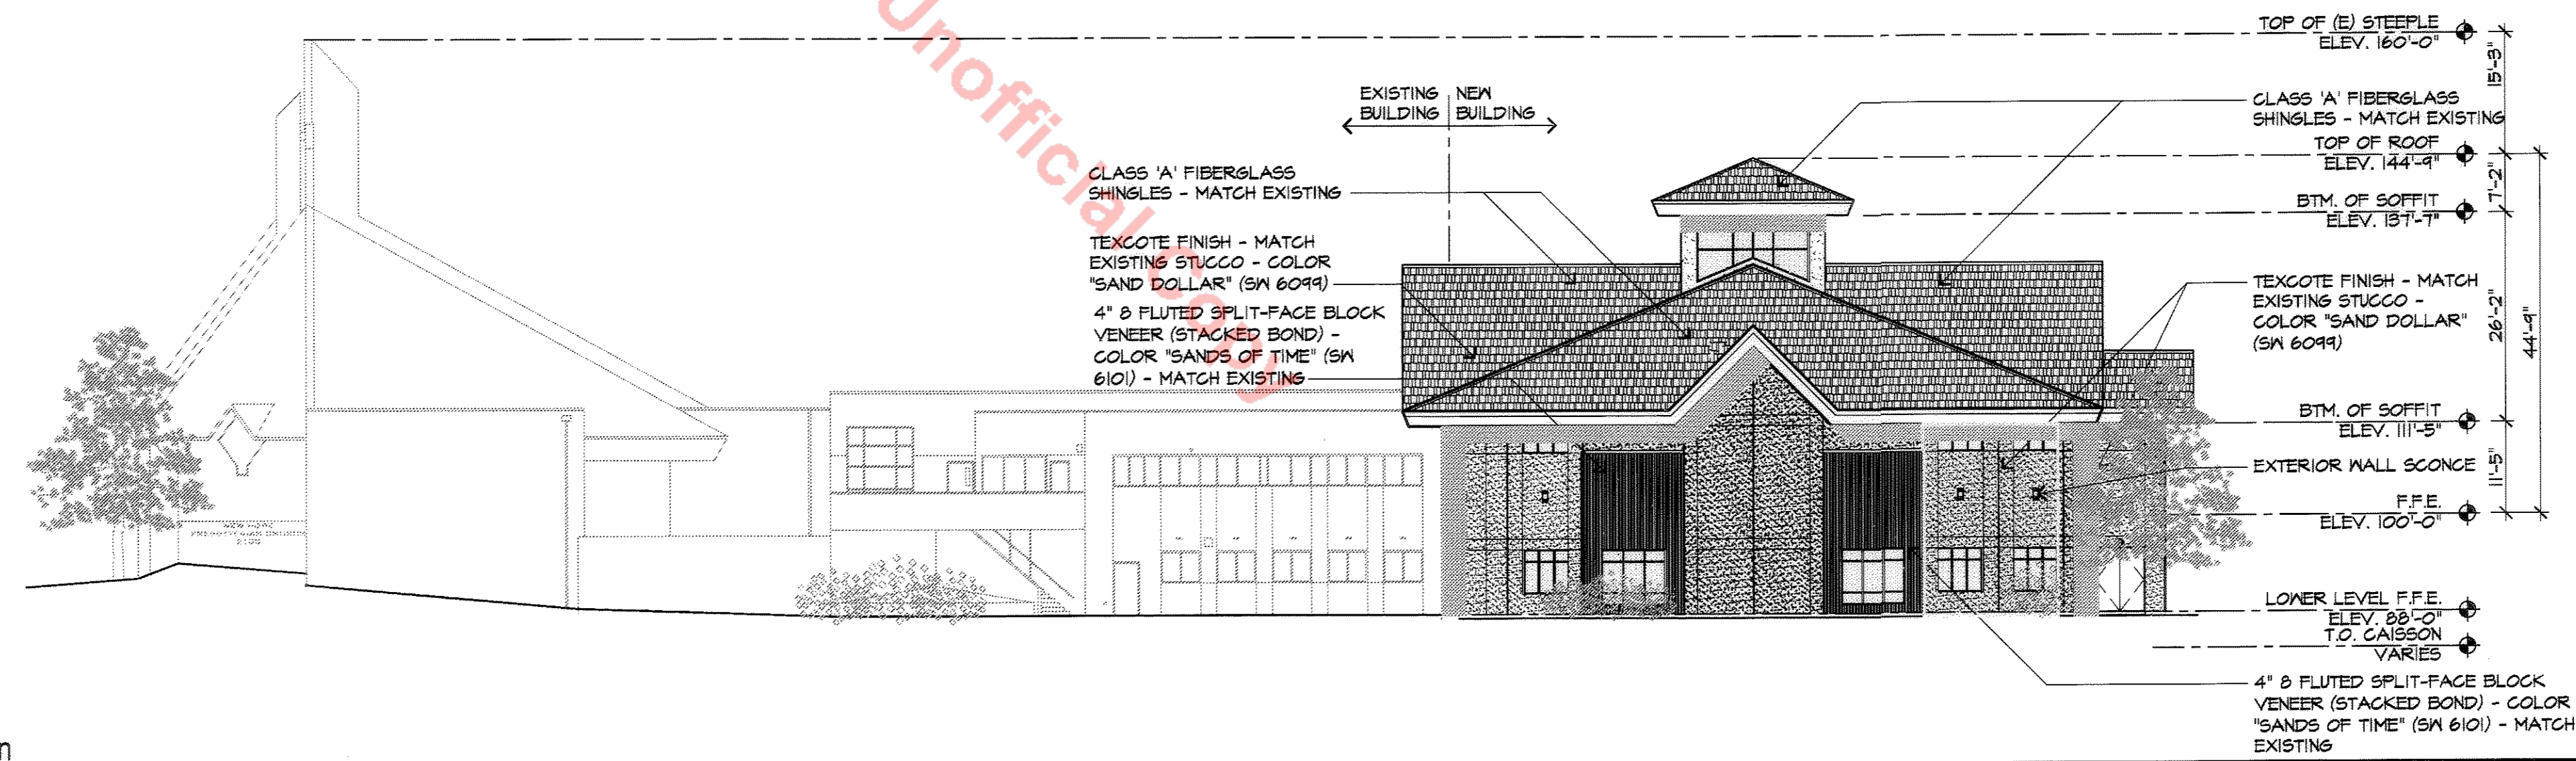 Unofficial Copy
TOP OF (E) STEEPLE
ELEV. 160'-0"
15'-3"
EXISTING NEW
BUILDING BUILDING
CLASS 'A' FIBERGLASS
SHINGLES - MATCH EXISTING
TOP OF ROOF
ELEV. 144'-9"
7'-2"
CLASS 'A' FIBERGLASS
SHINGLES - MATCH EXISTING
BTM. OF SOFFIT
ELEV. 137'-7"
TEXCOTE FINISH - MATCH
EXISTING STUCCO - COLOR
"SAND DOLLAR" (SW 6099)
TEXCOTE FINISH - MATCH
EXISTING STUCCO -
COLOR "SAND DOLLAR"
(SW 6099)
26'-2"
44'-9"
4" 8 FLUTED SPLIT-FACE BLOCK
VENEER (STACKED BOND) -
COLOR "SANDS OF TIME" (SW
6101) - MATCH EXISTING
BTM. OF SOFFIT
ELEV. 111'-5"
EXTERIOR WALL SCONCE
11'-5"
F.F.E.
ELEV. 100'-0"
LOWER LEVEL F.F.E.
ELEV. 88'-0"
T.O. CAISSON
VARIES
4" 8 FLUTED SPLIT-FACE BLOCK
VENEER (STACKED BOND) - COLOR
"SANDS OF TIME" (SW 6101) - MATCH
EXISTING
n